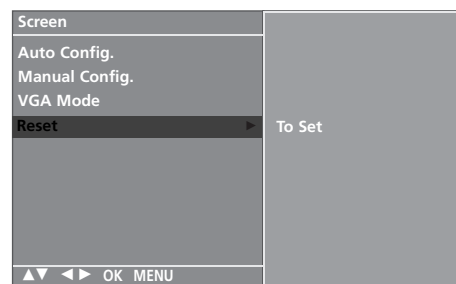 Screen
Auto Config.
Manual Config.
VGA Mode
Reset ► To Set
▲▼ ◄► OK MENU